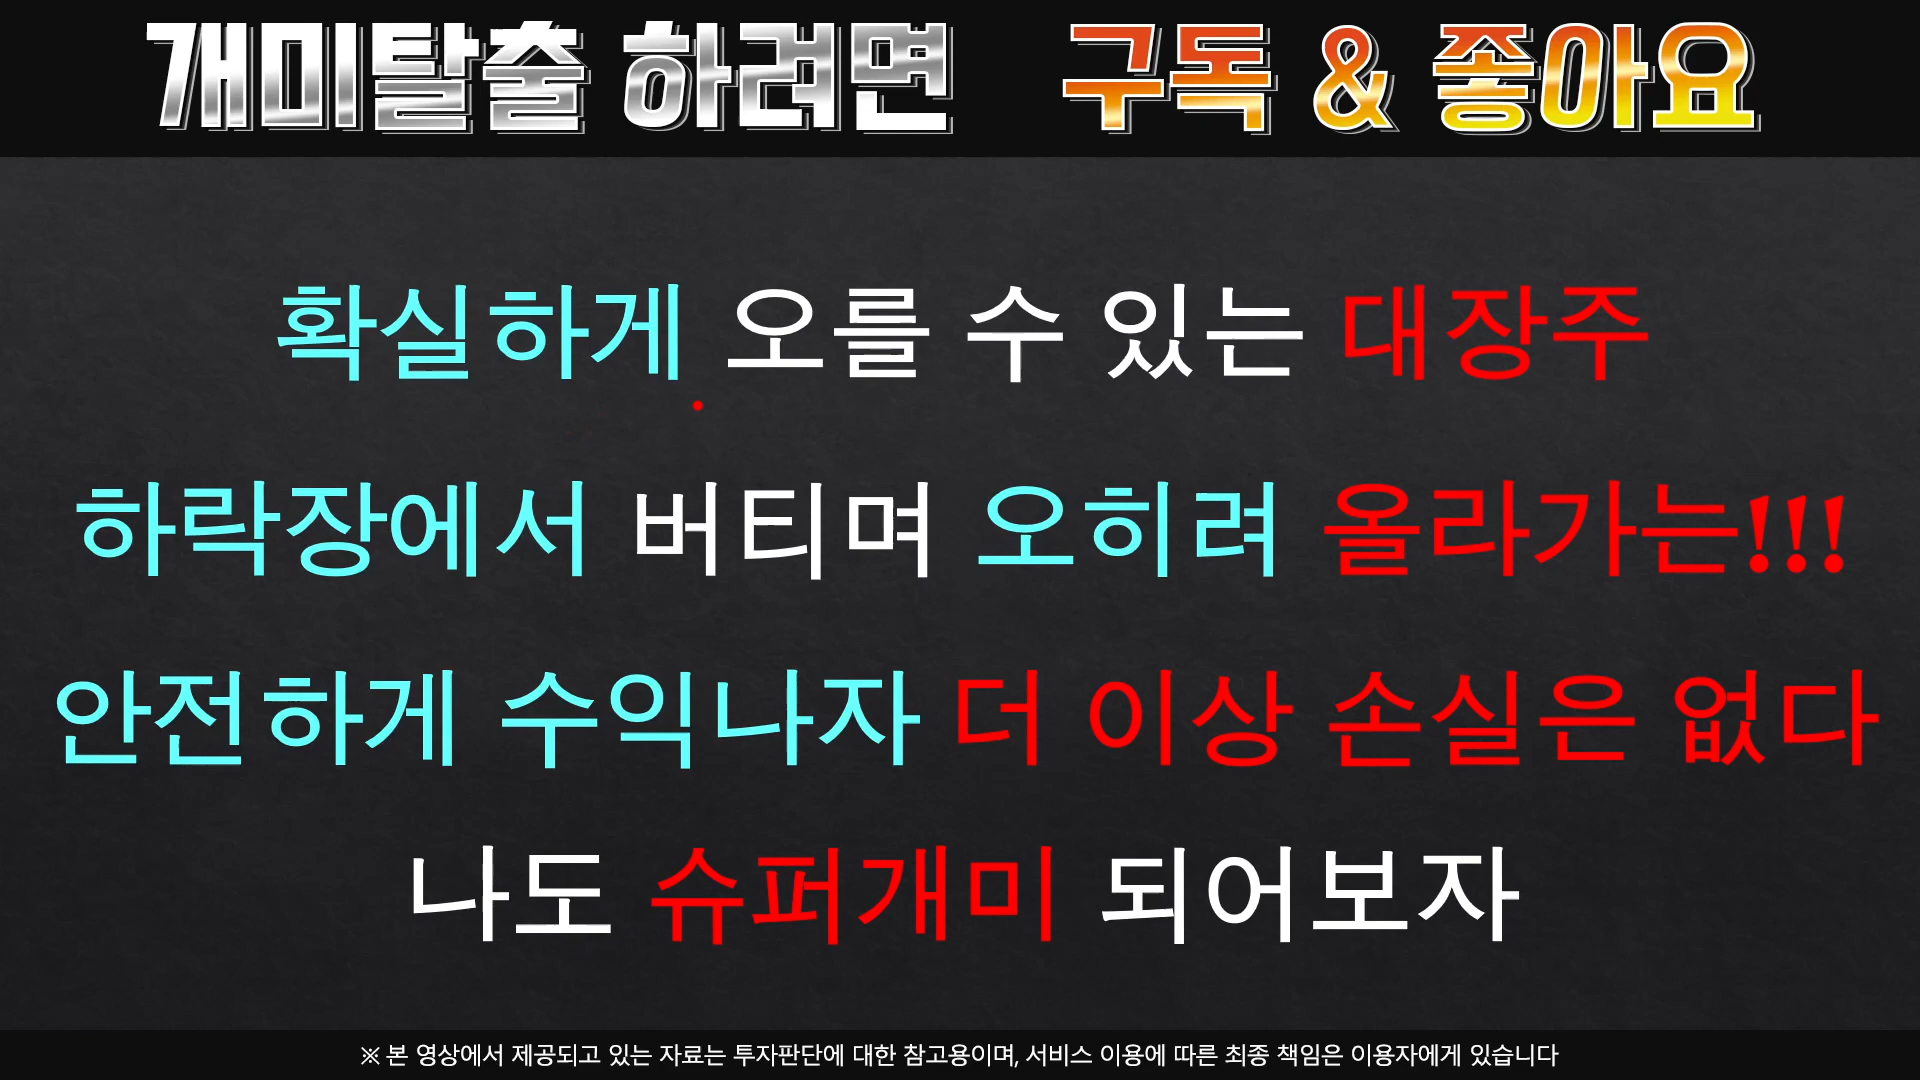 개미탈출 하려면 구독 & 좋아요
확실하게 오를 수 있는 대장주
하락장에서 버티며 오히려 올라가는!!!
안전하게 수익나자 더 이상 손실은 없다
나도 슈퍼개미 되어보자
※ 본 영상에서 제공되고 있는 자료는 투자판단에 대한 참고용이며, 서비스 이용에 따른 최종 책임은 이용자에게 있습니다